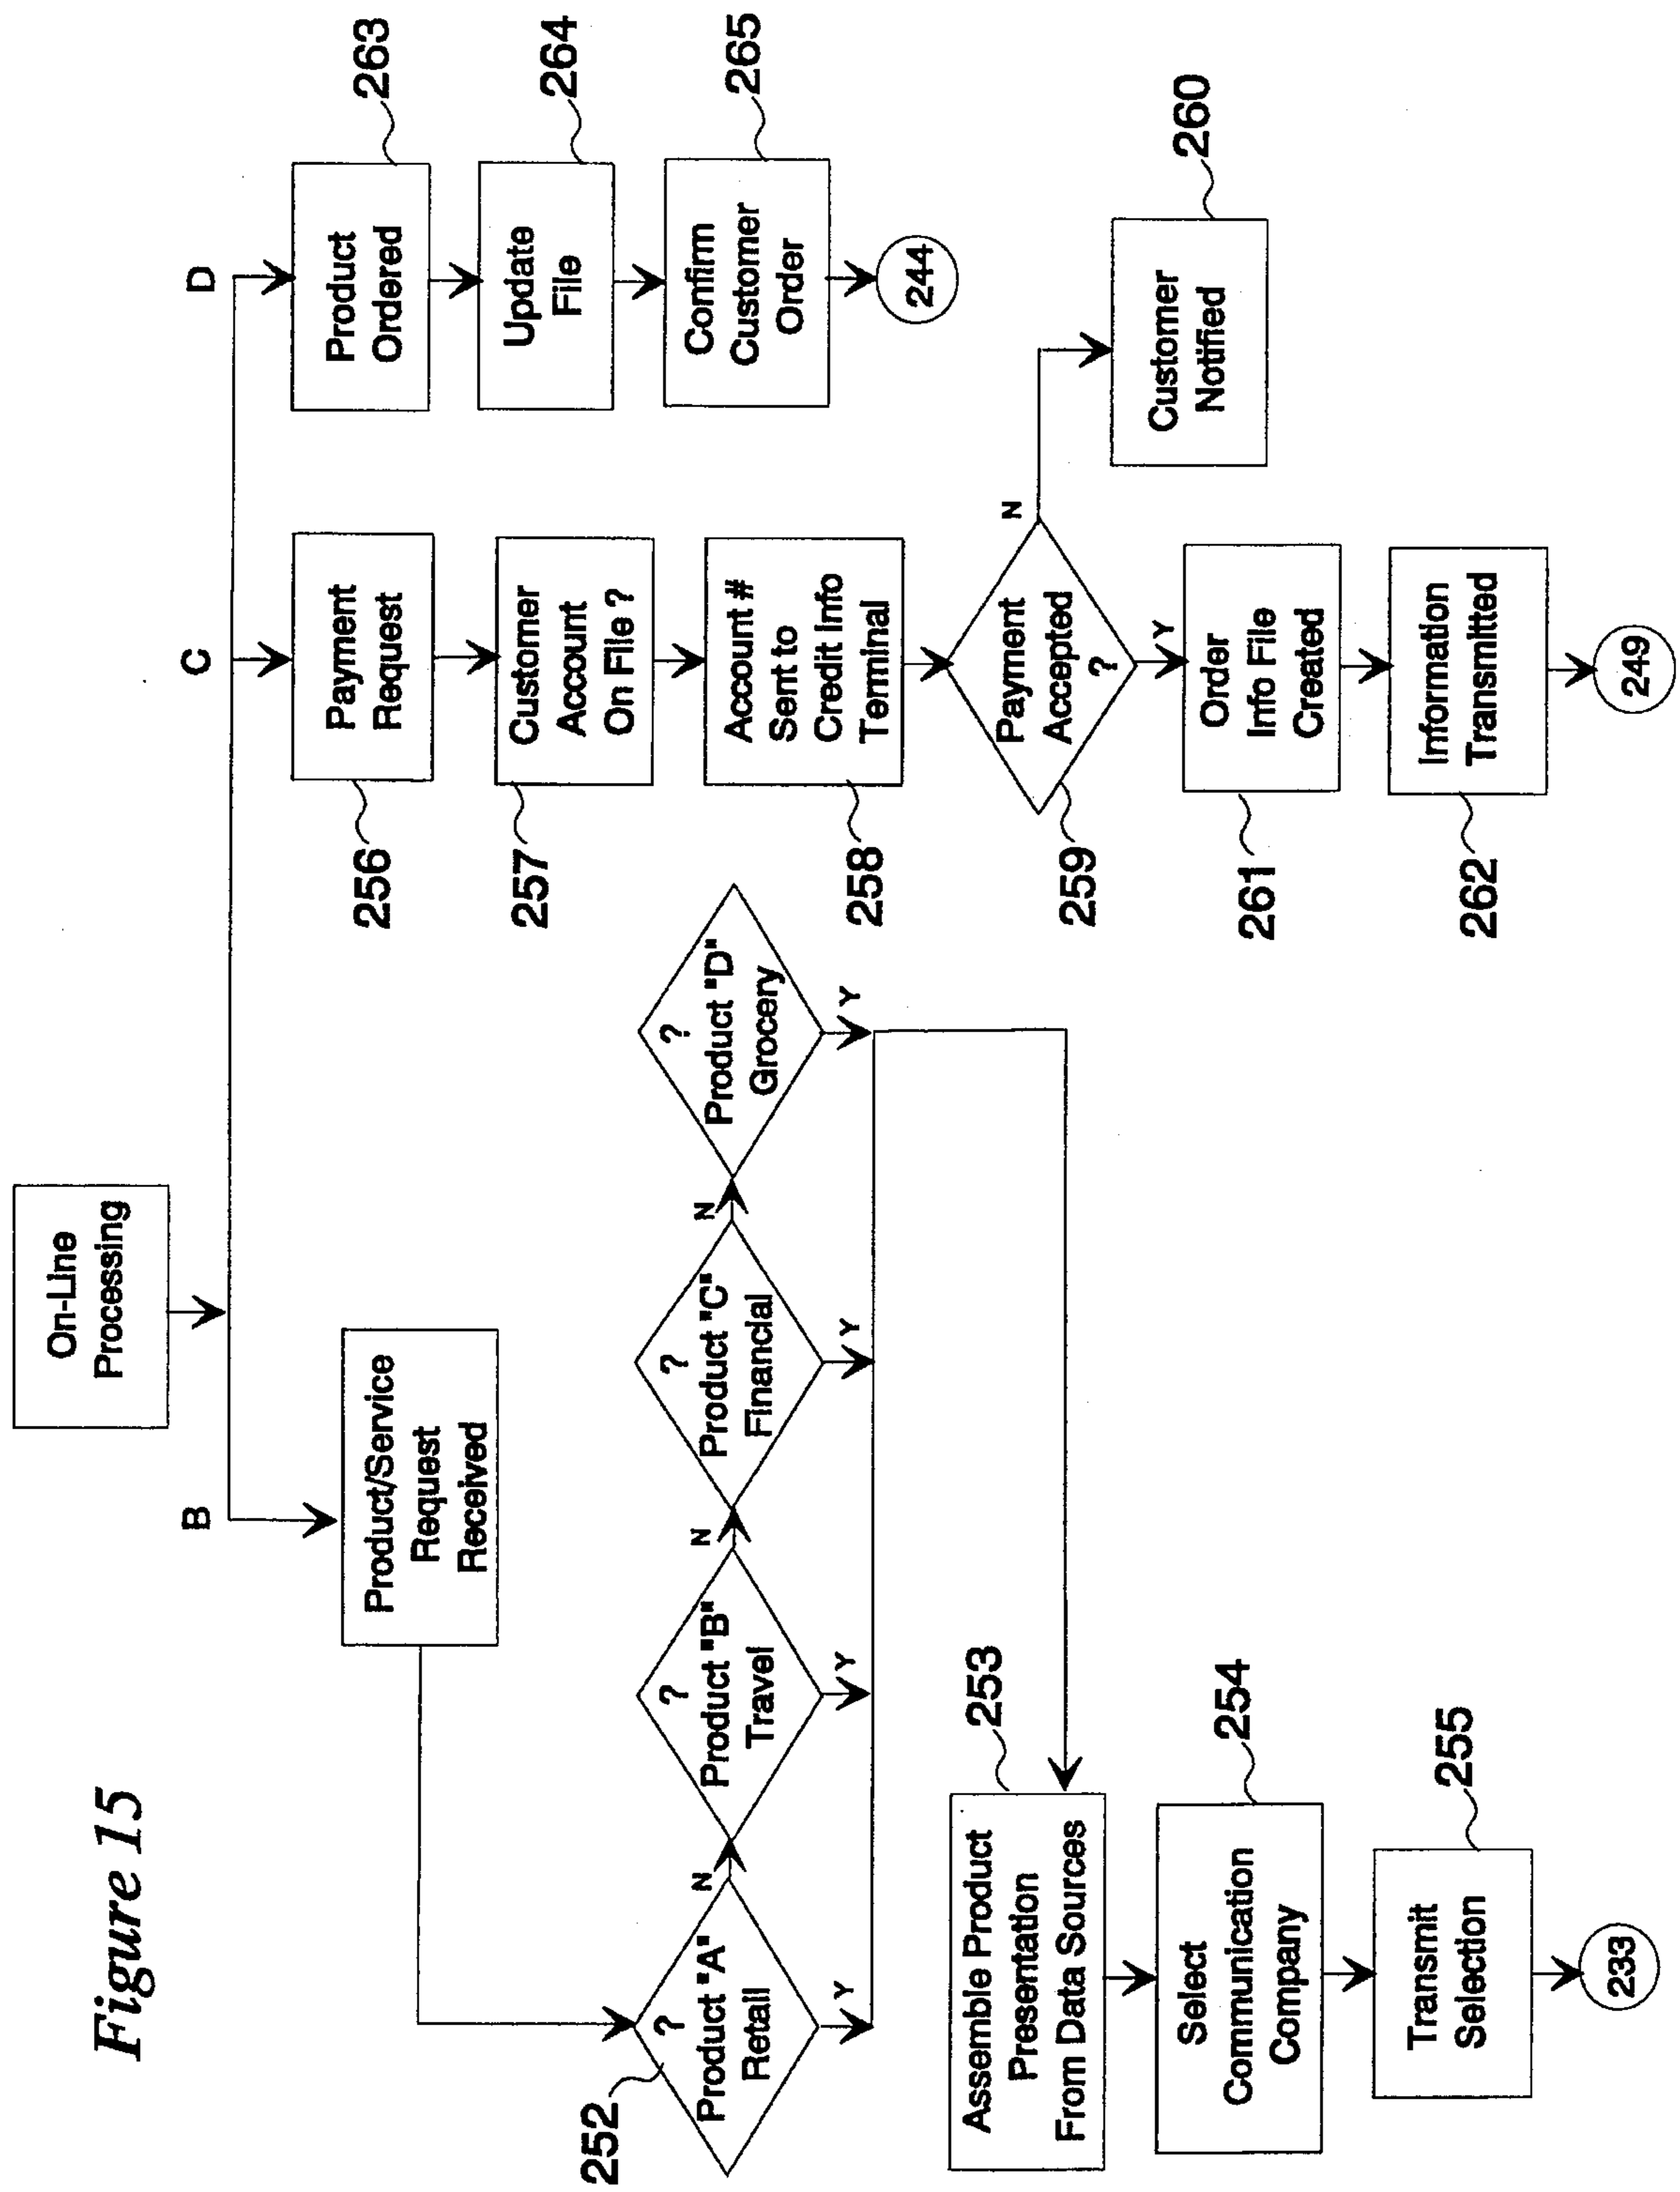 Figure 15
On-Line
Processing
B
C
D
Product/Service
Request
Received
252
?
Product "A"
Retail
N
Y
?
Product "B"
Travel
N
Y
?
Product "C"
Financial
N
Y
?
Product "D"
Grocery
Y
Assemble Product
Presentation
From Data Sources
253
Select
Communication
Company
254
Transmit
Selection
255
233
Payment
Request
256
Customer
Account
On File ?
257
Account #
Sent to
Credit Info
Terminal
258
Payment
Accepted
?
259
N
Y
Customer
Notified
260
Order
Info File
Created
261
Information
Transmitted
262
249
Product
Ordered
263
Update
File
264
Confirm
Customer
Order
265
244